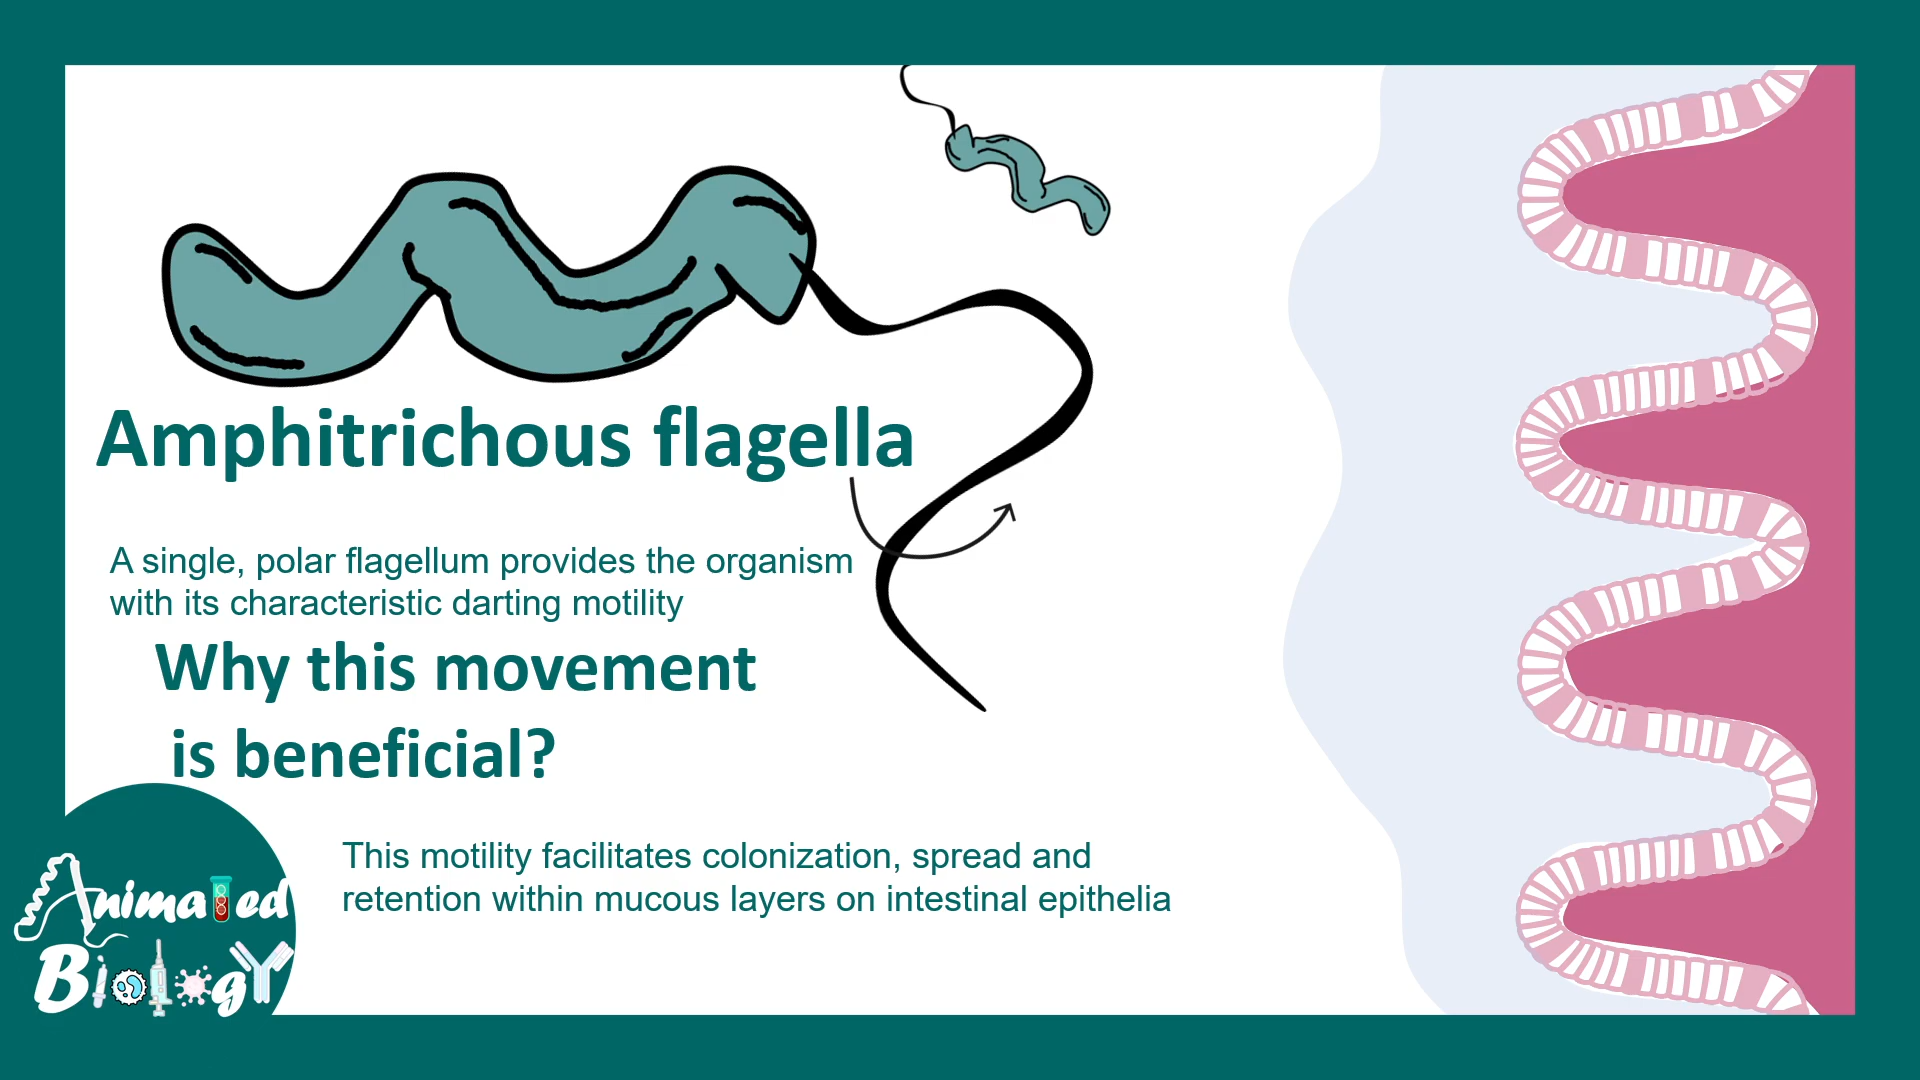 Amphitrichous flagella
A single, polar flagellum provides the organism
with its characteristic darting motility
Why this movement
is beneficial?
This motility facilitates colonization, spread and
retention within mucous layers on intestinal epithelia
Animated
BiologY